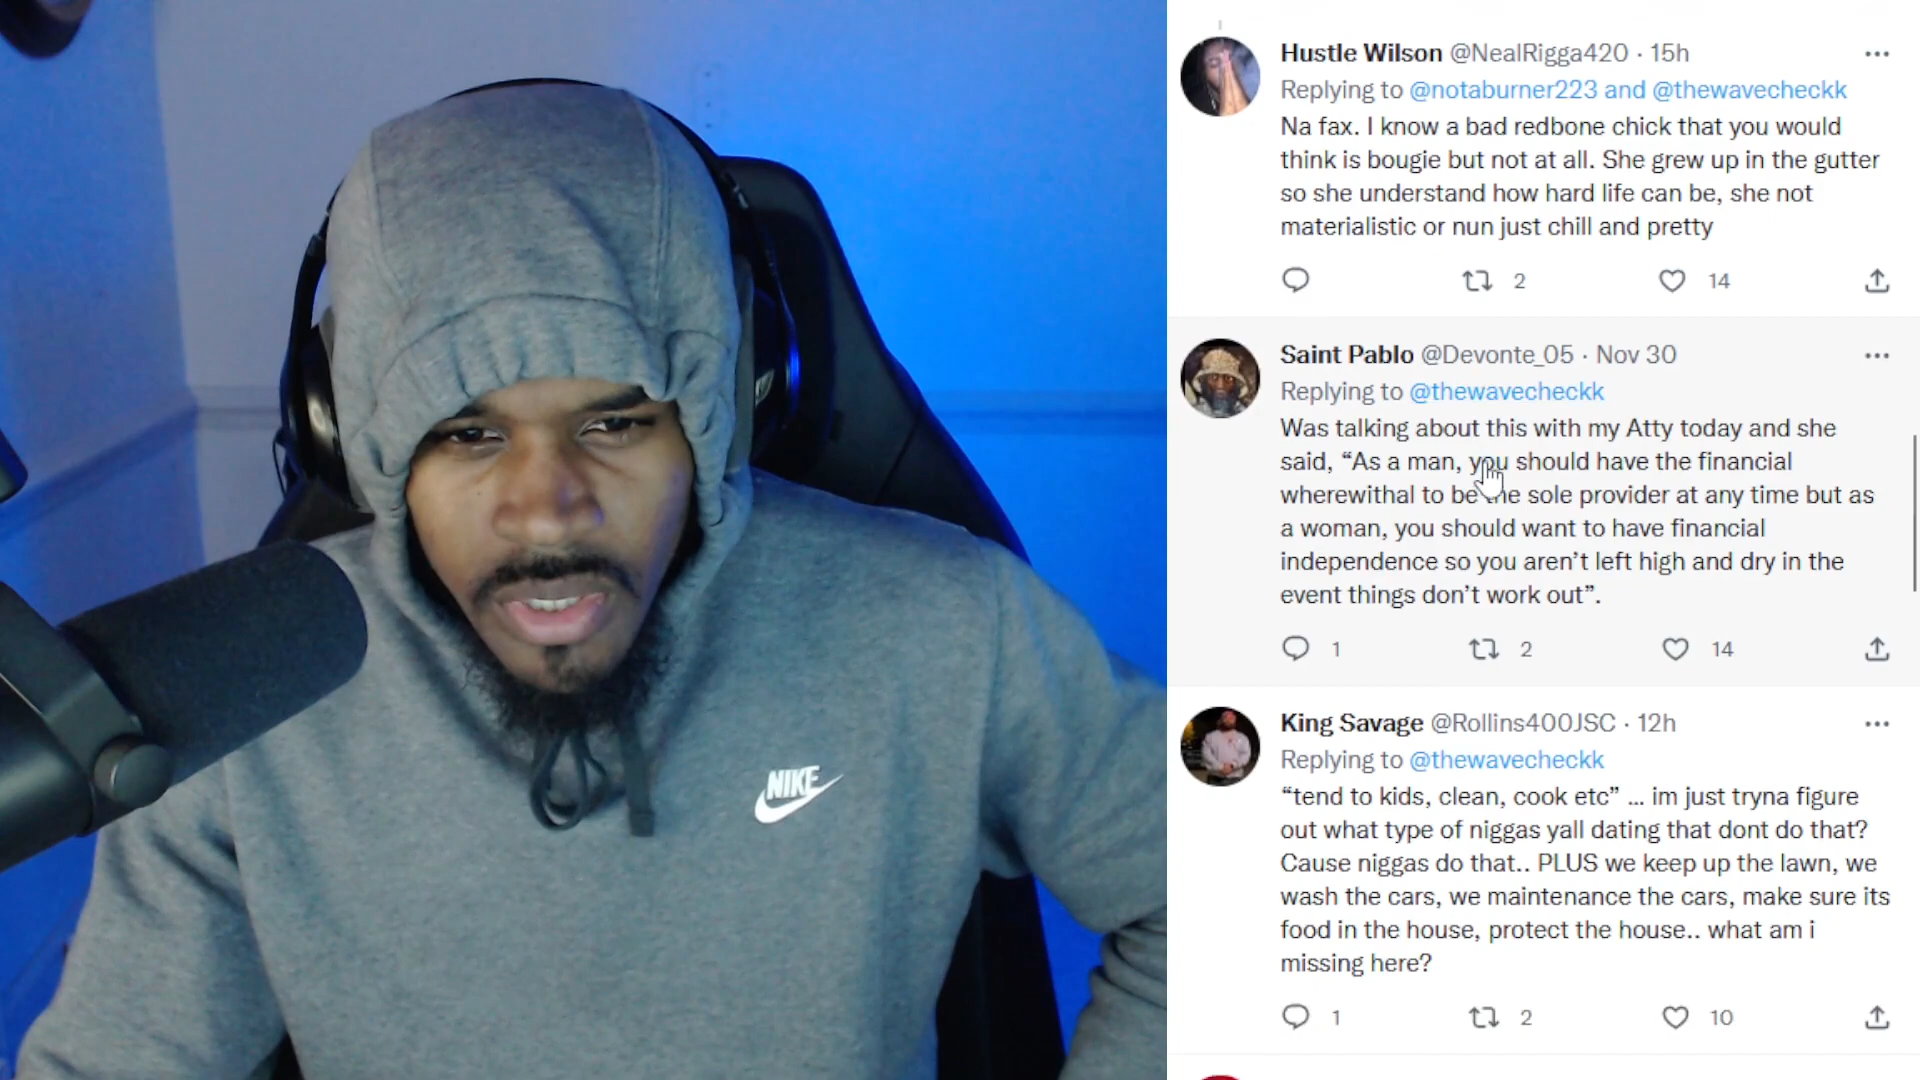 NIKE
Hustle Wilson @NealRigga420 · 15h
Replying to @notaburner223 and @thewavecheckk
Na fax. I know a bad redbone chick that you would
think is bougie but not at all. She grew up in the gutter
so she understand how hard life can be, she not
materialistic or nun just chill and pretty
2 14
Saint Pablo @Devonte_05 · Nov 30
Replying to @thewavecheckk
Was talking about this with my Atty today and she
said, “As a man, you should have the financial
wherewithal to be the sole provider at any time but as
a woman, you should want to have financial
independence so you aren’t left high and dry in the
event things don’t work out”.
1 2 14
King Savage @Rollins400JSC · 12h
Replying to @thewavecheckk
“tend to kids, clean, cook etc” ... im just tryna figure
out what type of niggas yall dating that dont do that?
Cause niggas do that.. PLUS we keep up the lawn, we
wash the cars, we maintenance the cars, make sure its
food in the house, protect the house.. what am i
missing here?
1 2 10